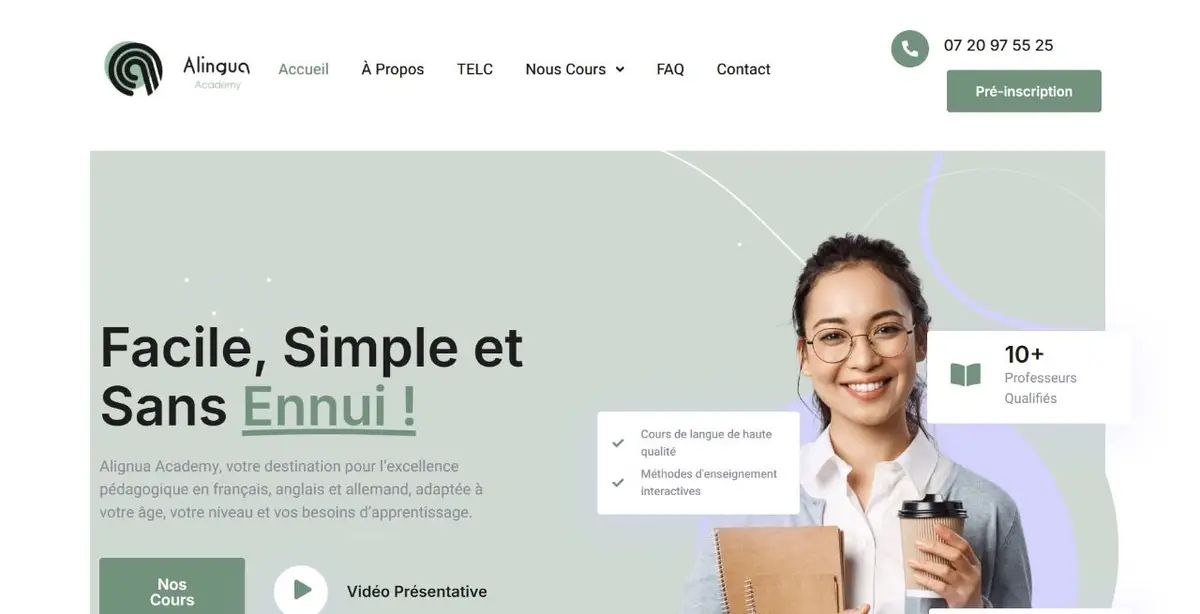 Alingua
Academy
Accueil
À Propos
TELC
Nous Cours
FAQ
Contact
07 20 97 55 25
Pré-inscription
Facile, Simple et
Sans Ennui !
Alignua Academy, votre destination pour l'excellence
pédagogique en français, anglais et allemand, adaptée à
votre âge, votre niveau et vos besoins d'apprentissage.
Nos
Cours
Vidéo Présentative
Cours de langue de haute
qualité
Méthodes d'enseignement
interactives
10+
Professeurs
Qualifiés